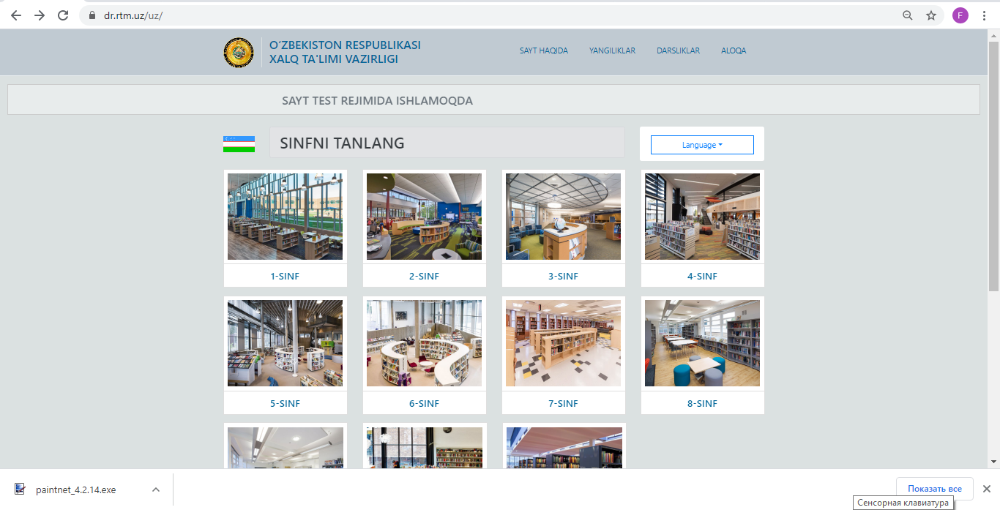 dr.rtm.uz/uz/
F
O‘ZBEKISTON RESPUBLIKASI
XALQ TA'LIMI VAZIRLIGI
SAYT HAQIDA
YANGILIKLAR
DARSLIKLAR
ALOQA
SAYT TEST REJIMIDA ISHLAMOQDA
SINFNI TANLANG
Language
1-SINF
2-SINF
3-SINF
4-SINF
5-SINF
6-SINF
7-SINF
8-SINF
paintnet_4.2.14.exe
Показать все
Сенсорная клавиатура